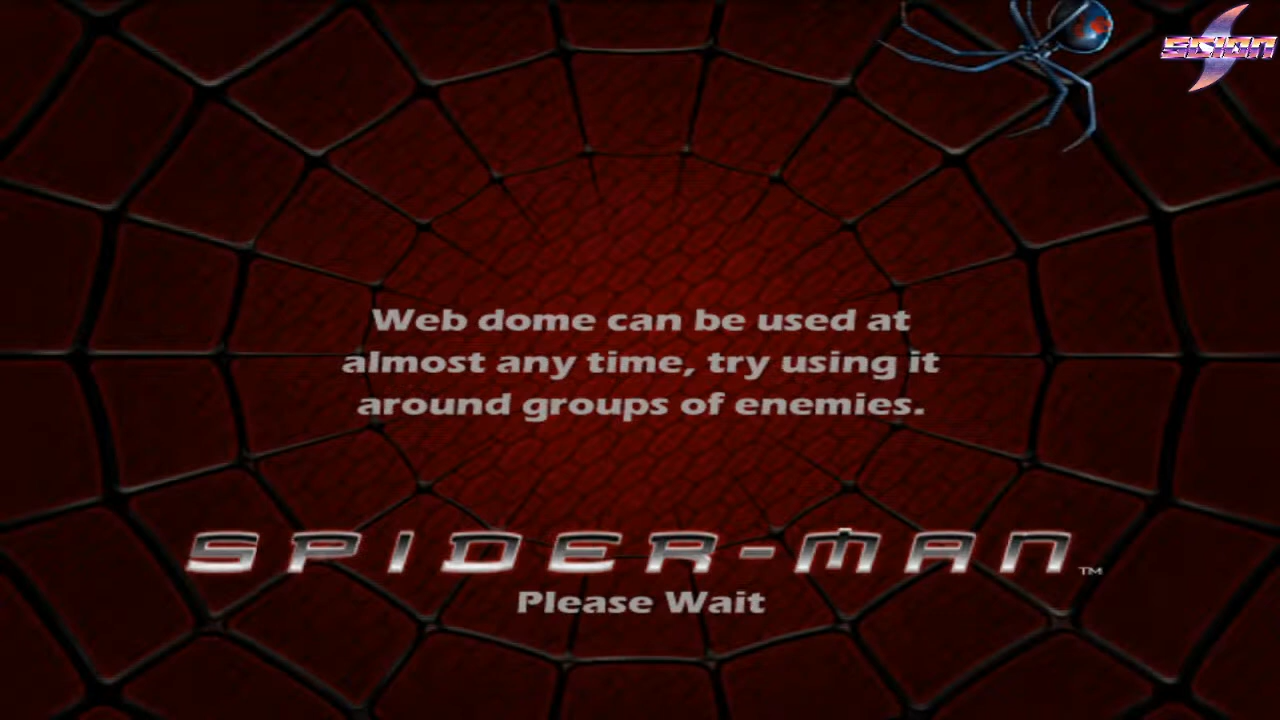 SCION
Web dome can be used at
almost any time, try using it
around groups of enemies.
SPIDER-MAN™
Please Wait